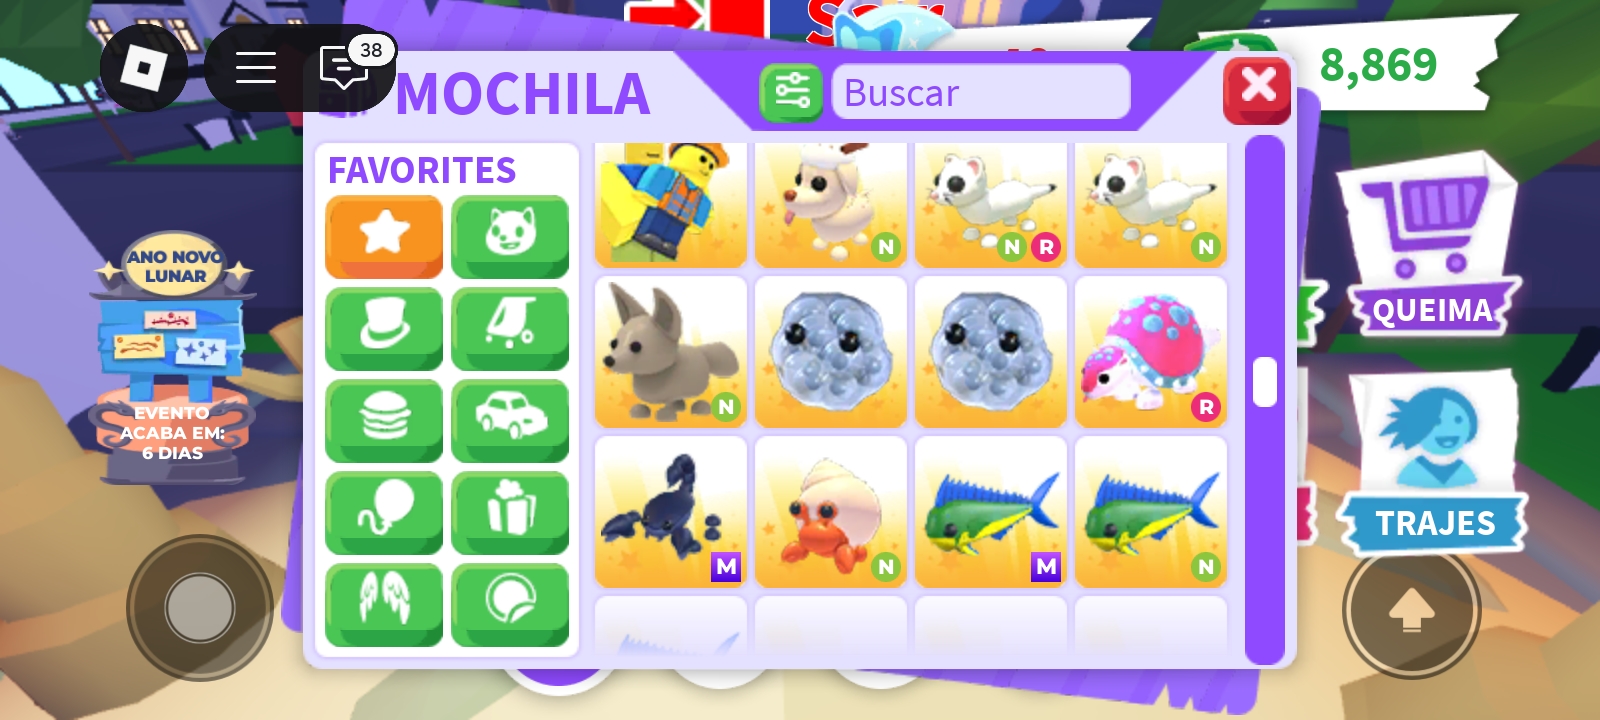 38
MOCHILA
Buscar
8,869
FAVORITES
N
N R
N
ANO NOVO
LUNAR
QUEIMA
N
R
EVENTO
ACABA EM:
6 DIAS
M
N
M
N
TRAJES